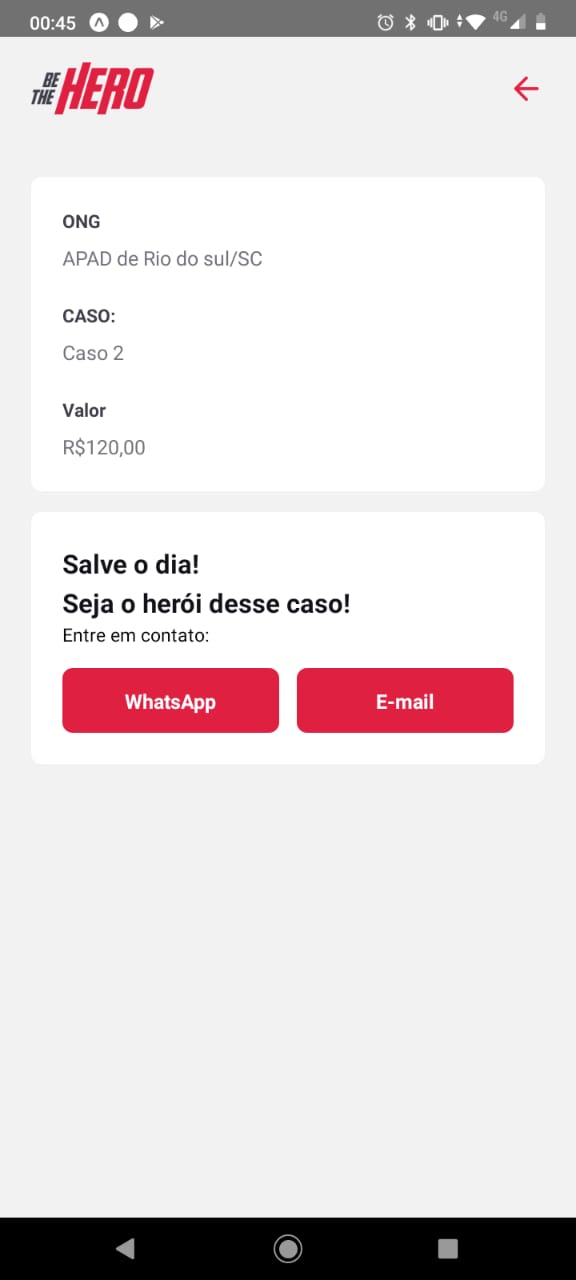 00:45
4G
BE
THE HERO
ONG
APAD de Rio do sul/SC
CASO:
Caso 2
Valor
R$120,00
Salve o dia!
Seja o herói desse caso!
Entre em contato:
WhatsApp
E-mail